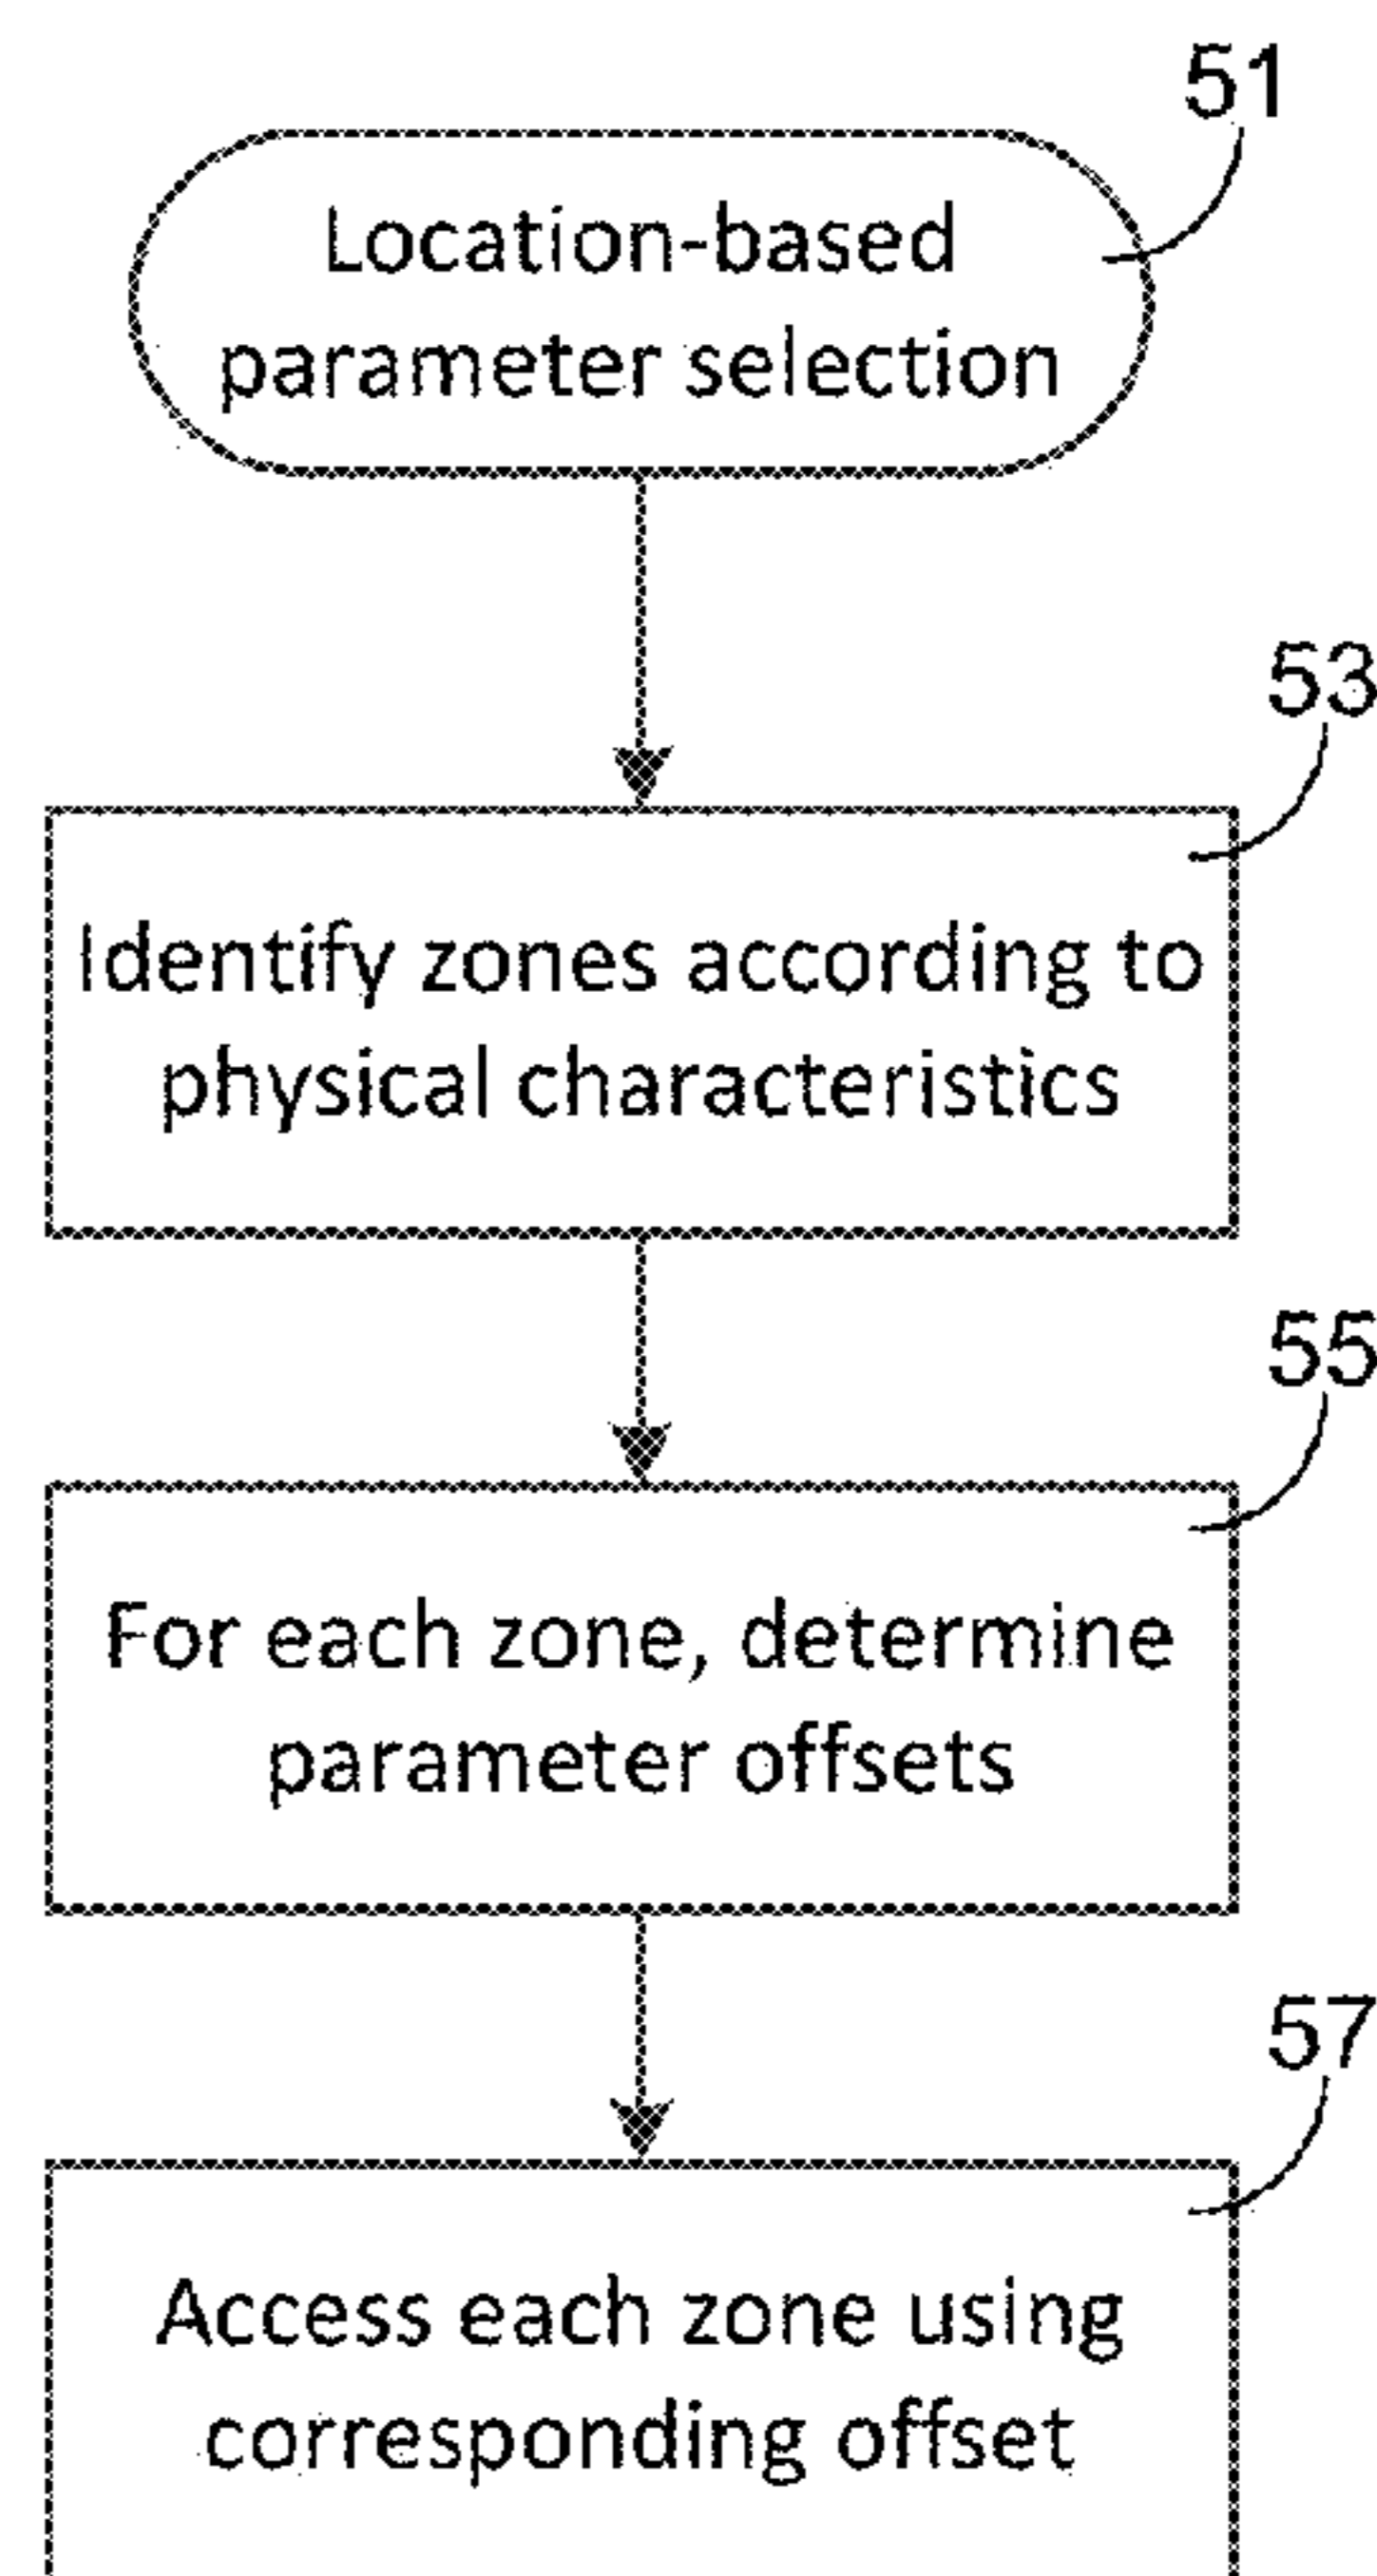 51
Location-based
parameter selection
53
Identify zones according to
physical characteristics
55
For each zone, determine
parameter offsets
57
Access each zone using
corresponding offset